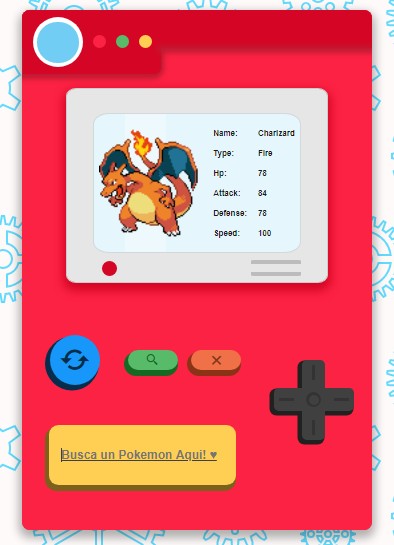 Name: Charizard
Type: Fire
Hp: 78
Attack: 84
Defense: 78
Speed: 100
Busca un Pokemon Aqui! ♥